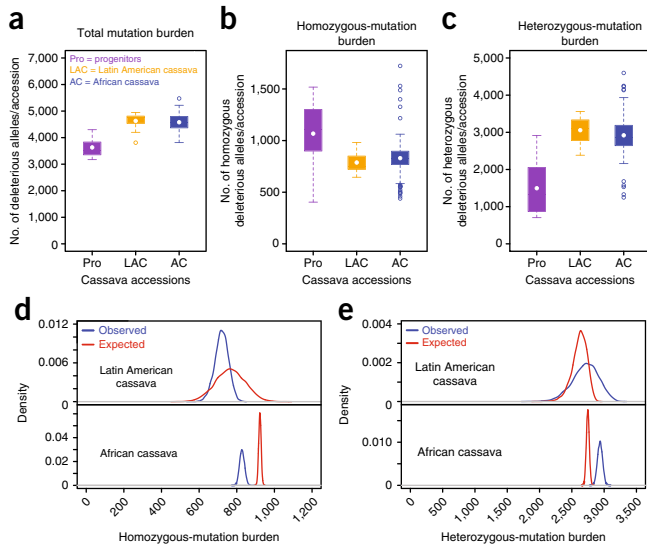 a
Total mutation burden
No. of deleterious alleles/accession
7,000
6,000
5,000
4,000
3,000
2,000
1,000
0
Pro = progenitors
LAC = Latin American cassava
AC = African cassava
Pro LAC AC
Cassava accessions
b
Homozygous-mutation
burden
No. of homozygous
deleterious alleles/accession
1,500
1,000
500
0
Pro LAC AC
Cassava accessions
c
Heterozygous-mutation
burden
No. of heterozygous
deleterious alleles/accession
5,000
4,000
3,000
2,000
1,000
0
Pro LAC AC
Cassava accessions
d
Density
0.012
0.006
0
Observed
Expected
Latin American
cassava
0.04
0.02
0
African cassava
0 200 400 600 800 1,000 1,200
Homozygous-mutation burden
e
Density
0.004
0.002
0
Observed
Expected
Latin American
cassava
0.010
0
African cassava
0 500 1,000 1,500 2,000 2,500 3,000 3,500
Heterozygous-mutation burden